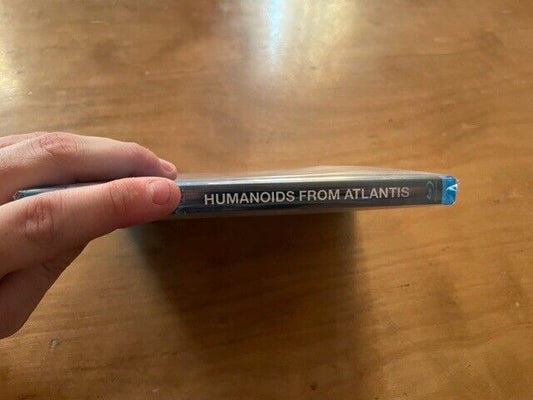 HUMANOIDS FROM ATLANTIS